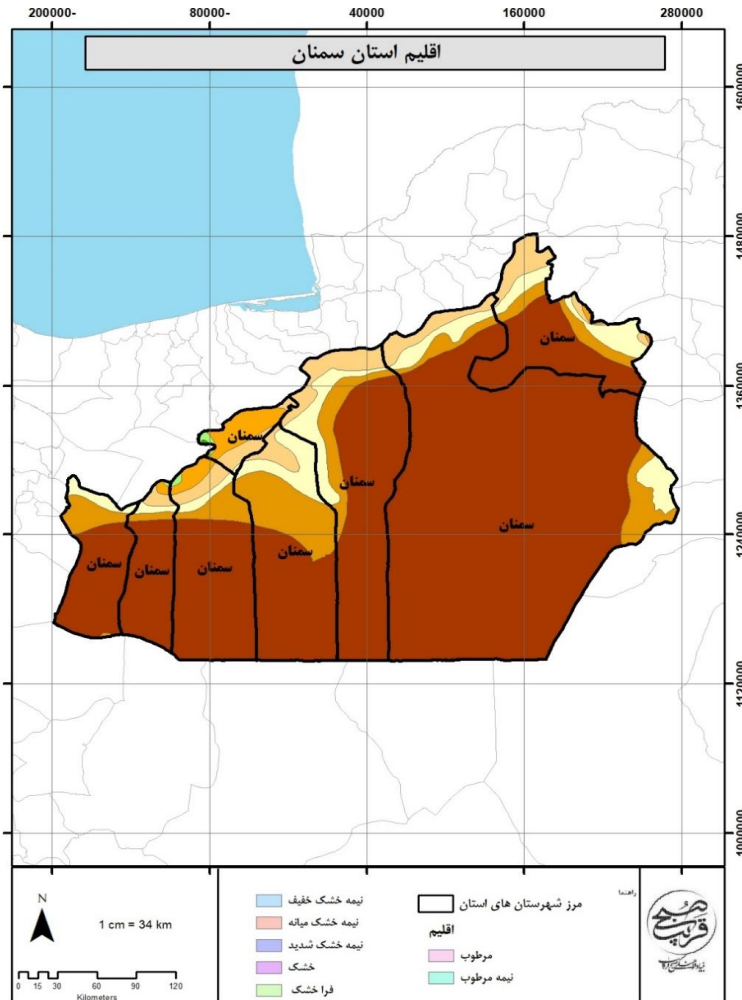 200000-
80000-
40000
160000
280000
اقلیم استان سمنان
1600000
1480000
1360000
1240000
1120000
1000000
سمنان
سمنان
سمنان
سمنان
سمنان
سمنان
سمنان
سمنان
N
1 cm = 34 km
0 15 30 60 90 120
Kilometers
راهنما
مرز شهرستان های استان
اقلیم
مرطوب
نیمه مرطوب
نیمه خشک خفیف
نیمه خشک میانه
نیمه خشک شدید
خشک
فرا خشک